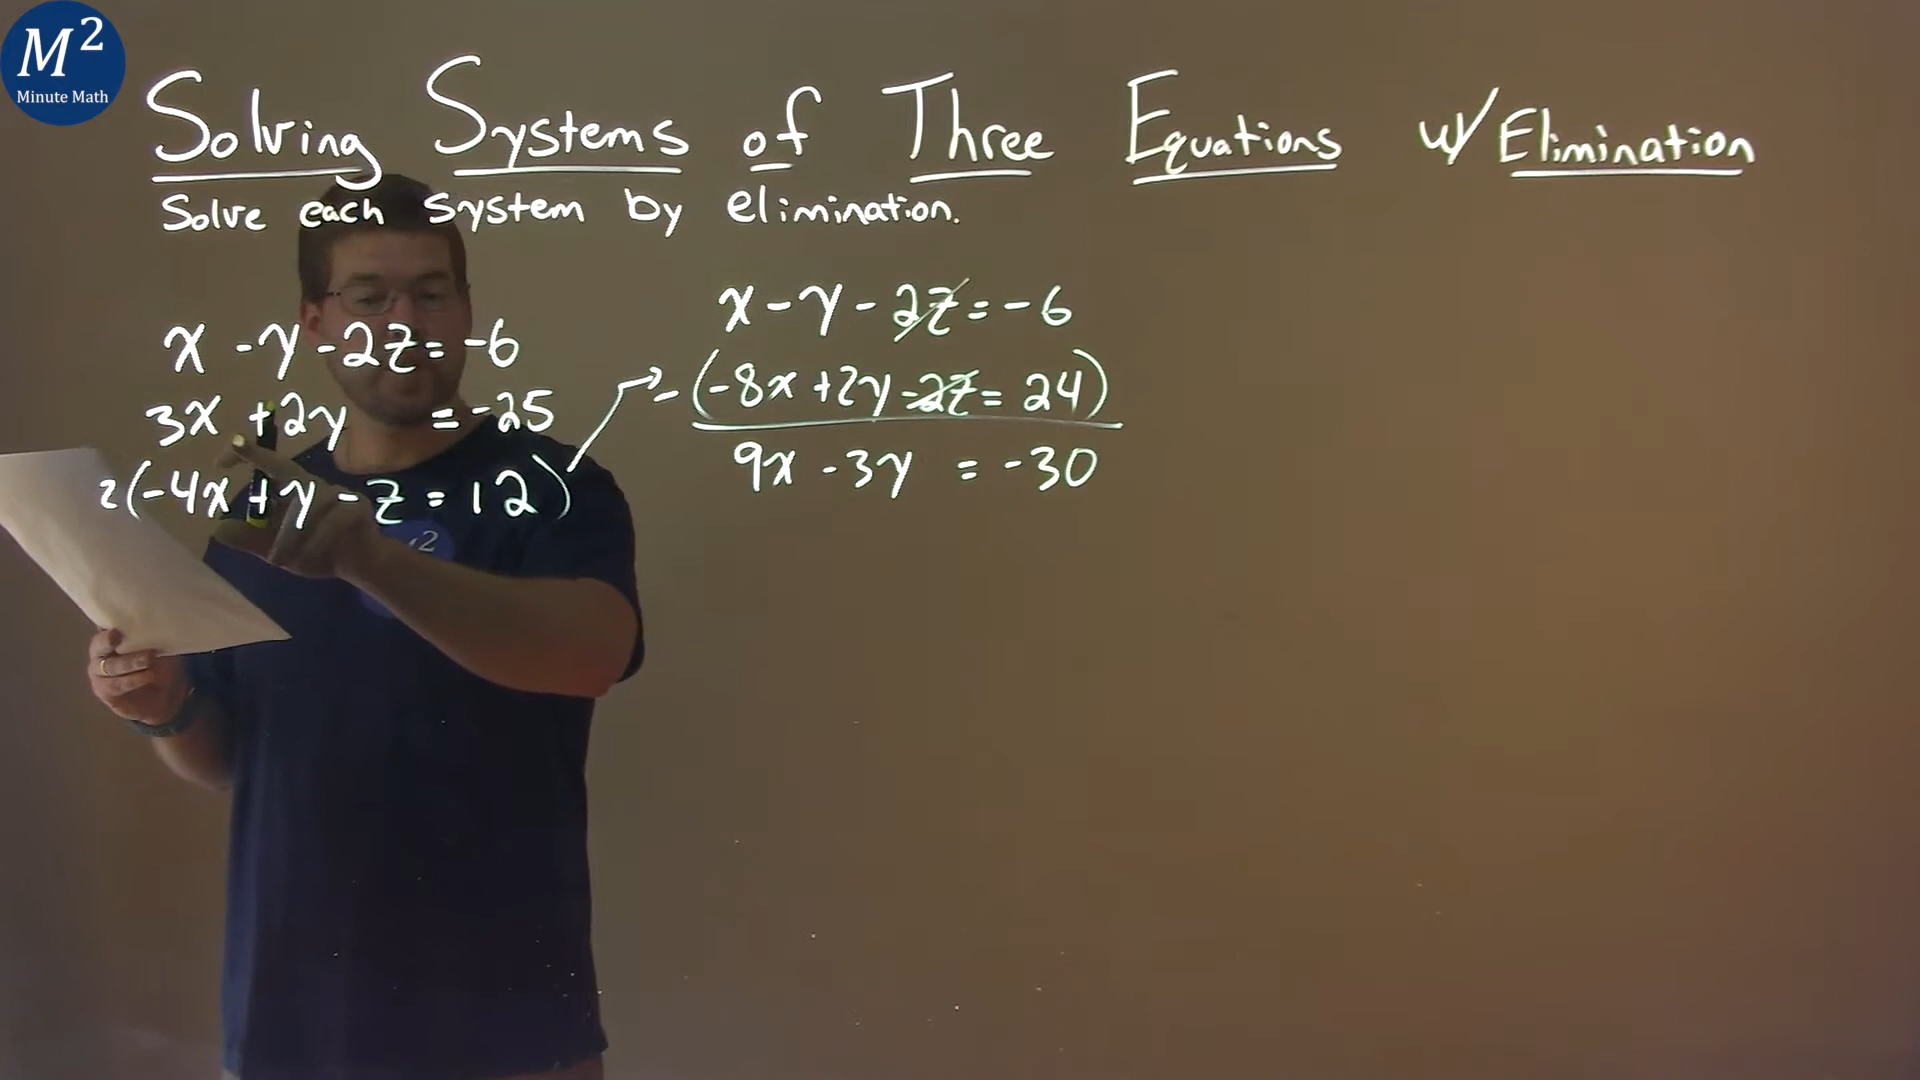 M²
Minute Math
Solving Systems of Three Equations w/ Elimination
Solve each system by elimination.
x - y - 2z = -6
3x + 2y = -25
2(-4x + y - z = 12)
x - y - 2z = -6
-(-8x + 2y - 2z = 24)
9x - 3y = -30